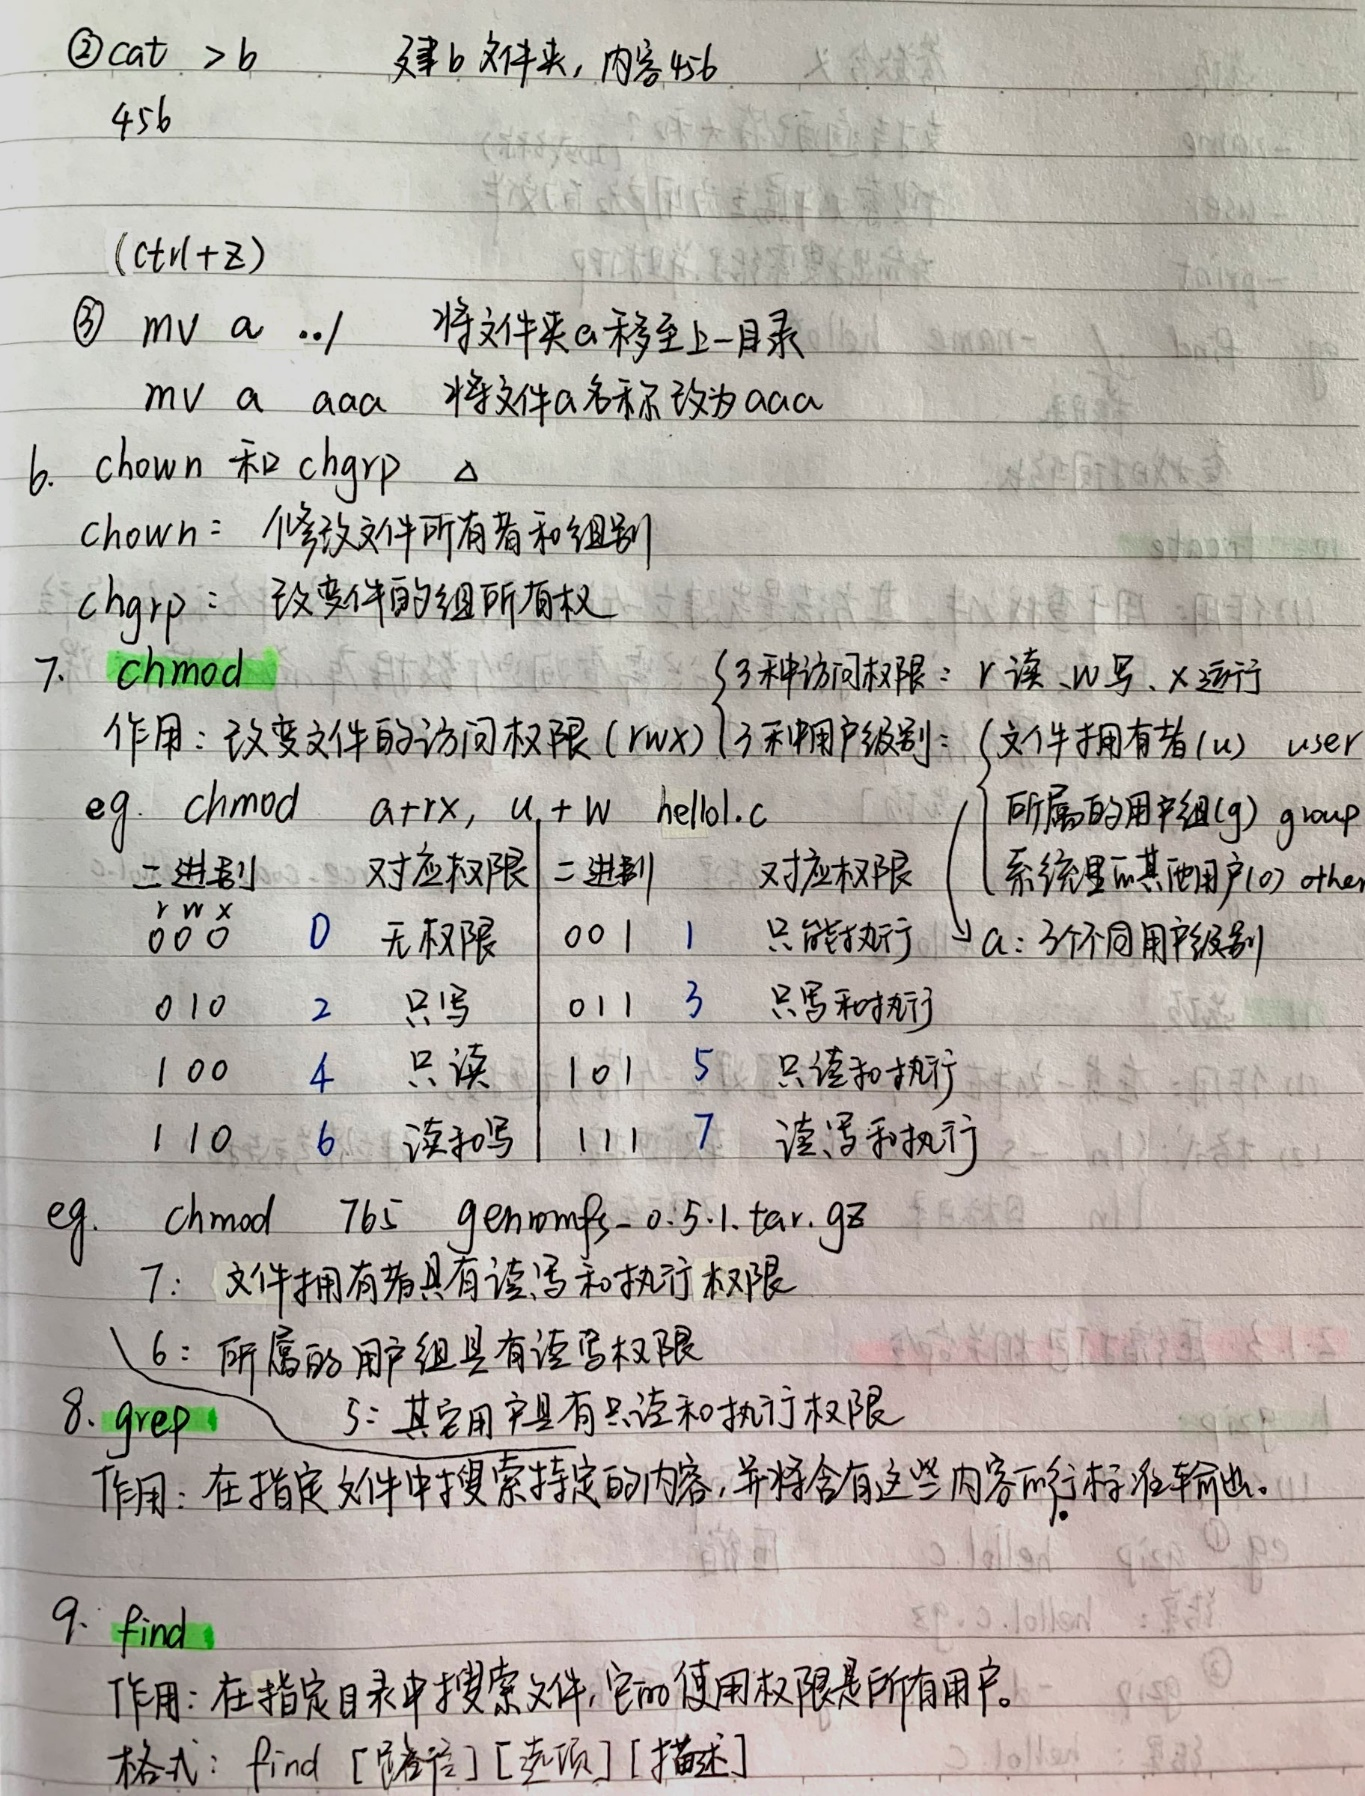 ②cat >b 建b文件夹，内容456
456
(ctrl+z)
③ mv a ../ 将文件夹a移至上一目录
mv a aaa 将文件a名称改为aaa
6. chown 和 chgrp △
chown： 修改文件所有者和组别
chgrp： 改变件的组所有权
7. chmod
作用：改变文件的访问权限(rwx)
3种访问权限： r读、w写、x运行
3种用户级别：
文件拥有者(u) user
所属的用户组(g) group
系统里的其他用户(o) other
a：3个不同用户级别
eg. chmod a+rx, u+w hello1.c
二进制 对应权限 二进制 对应权限
r w x
000 0 无权限 001 1 只能执行
010 2 只写 011 3 只写和执行
100 4 只读 101 5 只读和执行
110 6 读和写 111 7 读写和执行
eg. chmod 765 genromfs-0.5.1.tar.gz
7： 文件拥有者具有读写和执行权限
6： 所属的用户组具有读写权限
5： 其它用户具有只读和执行权限
8. grep
作用：在指定文件中搜索特定的内容，并将含有这些内容的行标准输出。
9. find
作用：在指定目录中搜索文件，它的使用权限是所有用户。
格式： find [路径][选项][描述]